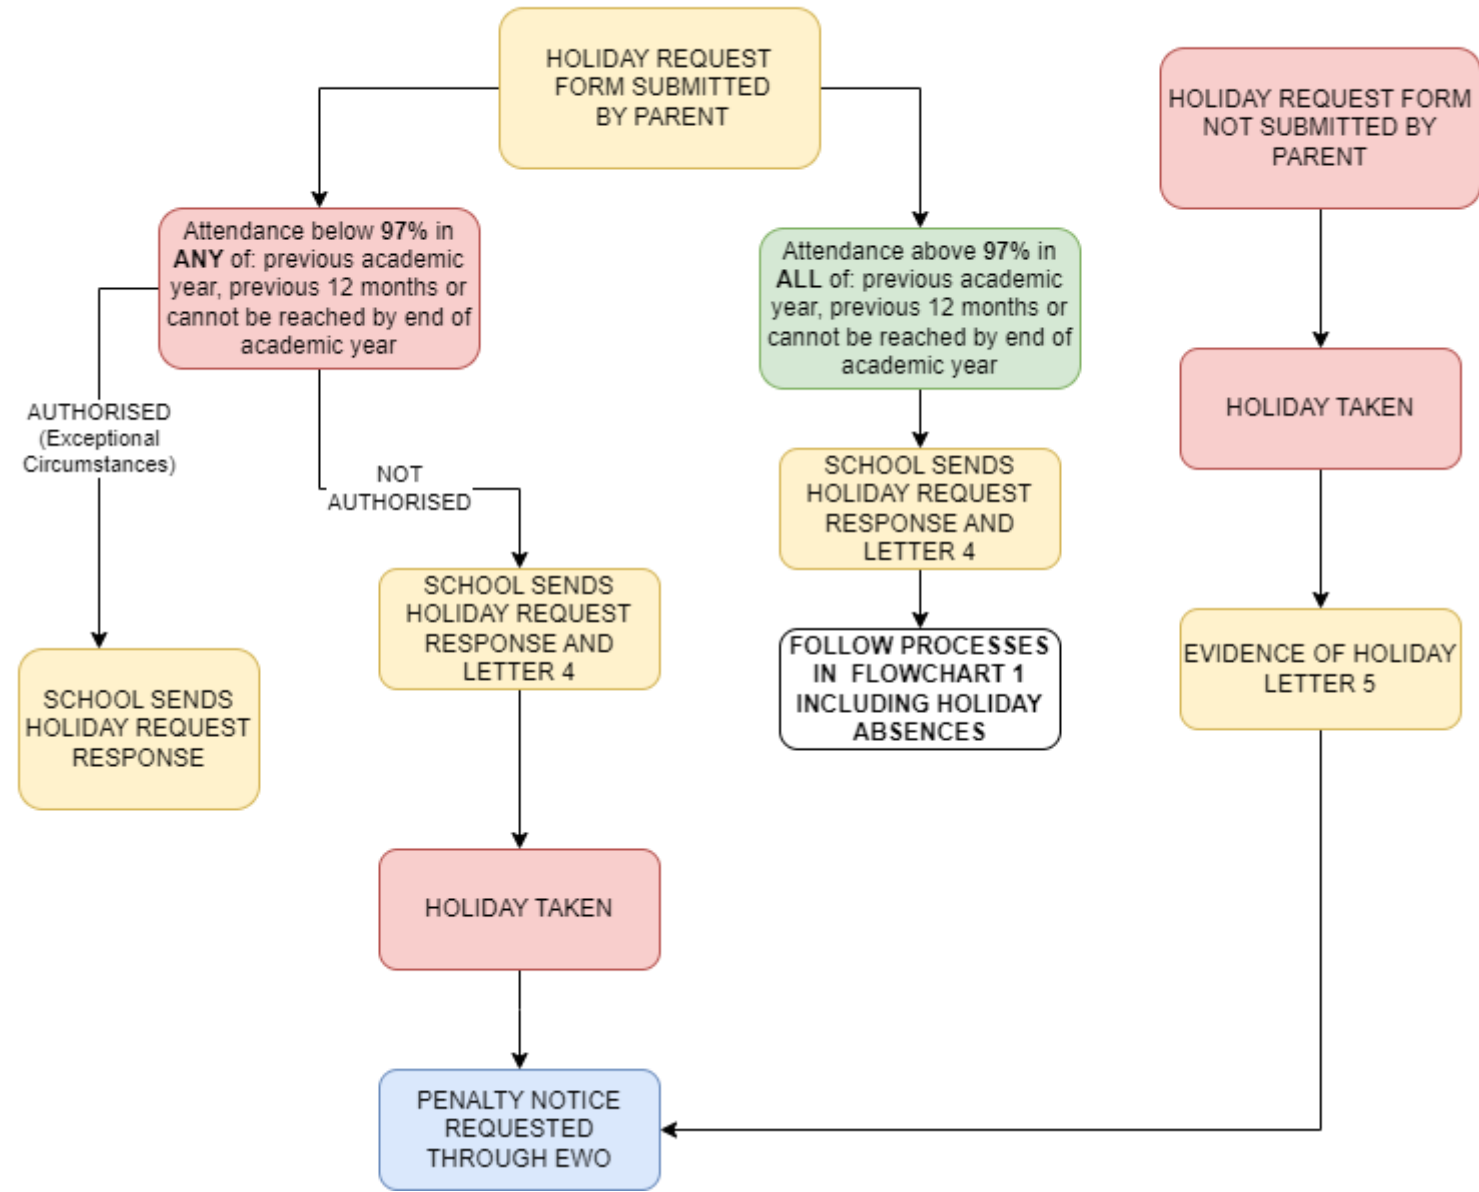 HOLIDAY REQUEST
FORM SUBMITTED
BY PARENT
HOLIDAY REQUEST FORM
NOT SUBMITTED BY
PARENT
Attendance below 97% in
ANY of: previous academic
year, previous 12 months or
cannot be reached by end of
academic year
Attendance above 97% in
ALL of: previous academic
year, previous 12 months or
cannot be reached by end of
academic year
HOLIDAY TAKEN
AUTHORISED
(Exceptional
Circumstances)
NOT
AUTHORISED
SCHOOL SENDS
HOLIDAY REQUEST
RESPONSE AND
LETTER 4
SCHOOL SENDS
HOLIDAY REQUEST
RESPONSE AND
LETTER 4
FOLLOW PROCESSES
IN FLOWCHART 1
INCLUDING HOLIDAY
ABSENCES
EVIDENCE OF HOLIDAY
LETTER 5
SCHOOL SENDS
HOLIDAY REQUEST
RESPONSE
HOLIDAY TAKEN
PENALTY NOTICE
REQUESTED
THROUGH EWO